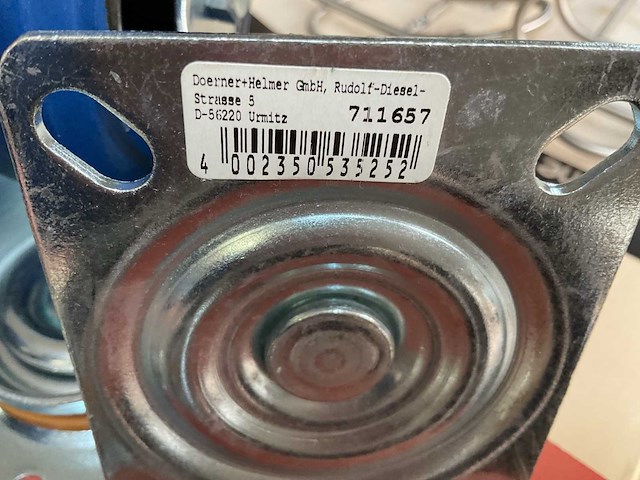 Doerner+Helmer GmbH, Rudolf-Diesel-
Strasse 5
D-56220 Urmitz 711657
4 002350 535252